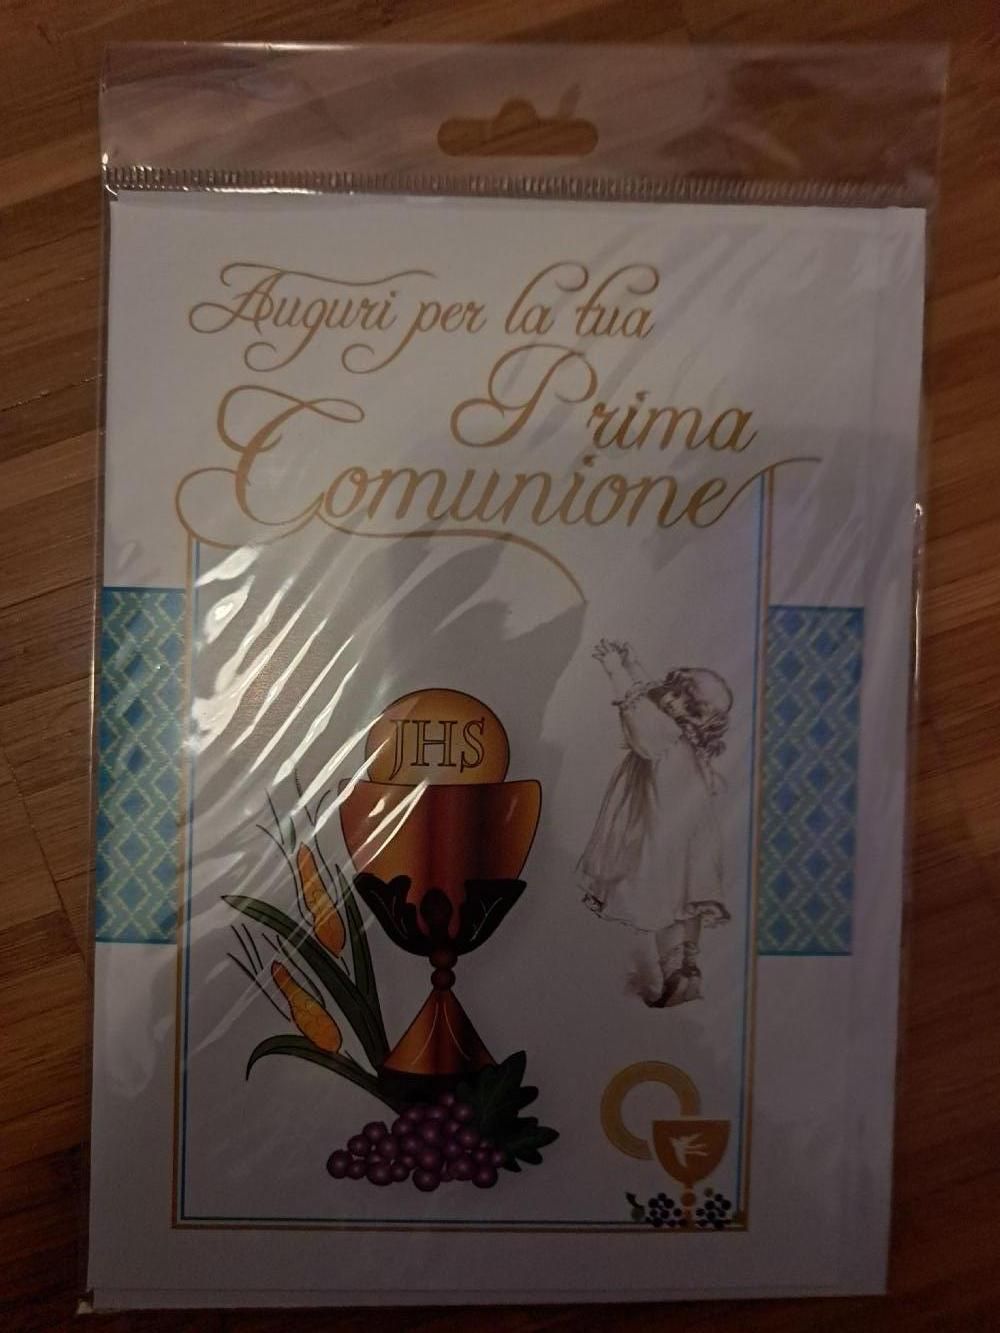 Auguri per la tua
Prima
Comunione
JHS